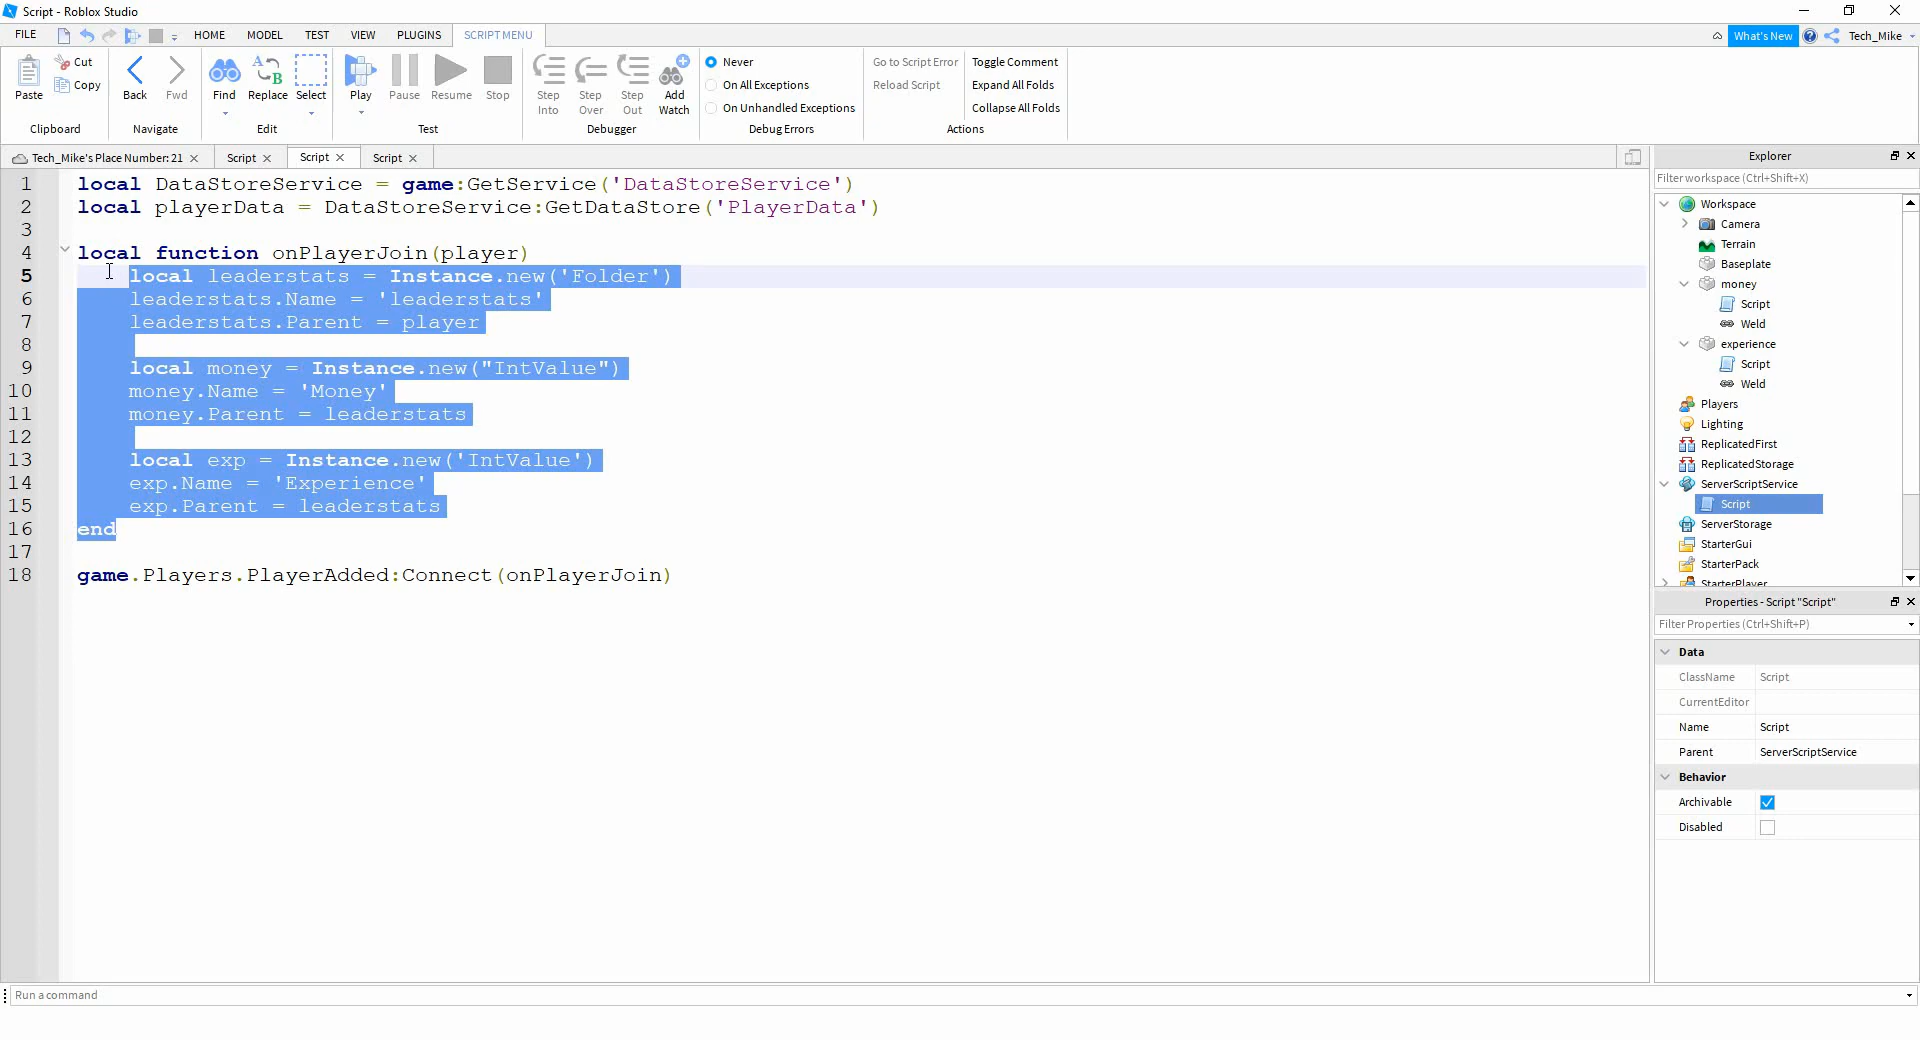 Script - Roblox Studio
FILE HOME MODEL TEST VIEW PLUGINS SCRIPT MENU What's New Tech_Mike
Paste Cut Copy
Clipboard
Back Fwd
Navigate
Find Replace Select
Edit
Play Pause Resume Stop
Test
Step Into Step Over Step Out Add Watch
Debugger
Never
On All Exceptions
On Unhandled Exceptions
Debug Errors
Go to Script Error Toggle Comment
Reload Script Expand All Folds
Collapse All Folds
Actions
Tech_Mike's Place Number: 21 Script Script Script
1 local DataStoreService = game:GetService('DataStoreService')
2 local playerData = DataStoreService:GetDataStore('PlayerData')
3
4 local function onPlayerJoin(player)
5 local leaderstats = Instance.new('Folder')
6 leaderstats.Name = 'leaderstats'
7 leaderstats.Parent = player
8
9 local money = Instance.new("IntValue")
10 money.Name = 'Money'
11 money.Parent = leaderstats
12
13 local exp = Instance.new('IntValue')
14 exp.Name = 'Experience'
15 exp.Parent = leaderstats
16 end
17
18 game.Players.PlayerAdded:Connect(onPlayerJoin)
Explorer
Filter workspace (Ctrl+Shift+X)
Workspace
Camera
Terrain
Baseplate
money
Script
Weld
experience
Script
Weld
Players
Lighting
ReplicatedFirst
ReplicatedStorage
ServerScriptService
Script
ServerStorage
StarterGui
StarterPack
StarterPlayer
Properties - Script "Script"
Filter Properties (Ctrl+Shift+P)
Data
ClassName Script
CurrentEditor
Name Script
Parent ServerScriptService
Behavior
Archivable
Disabled
Run a command